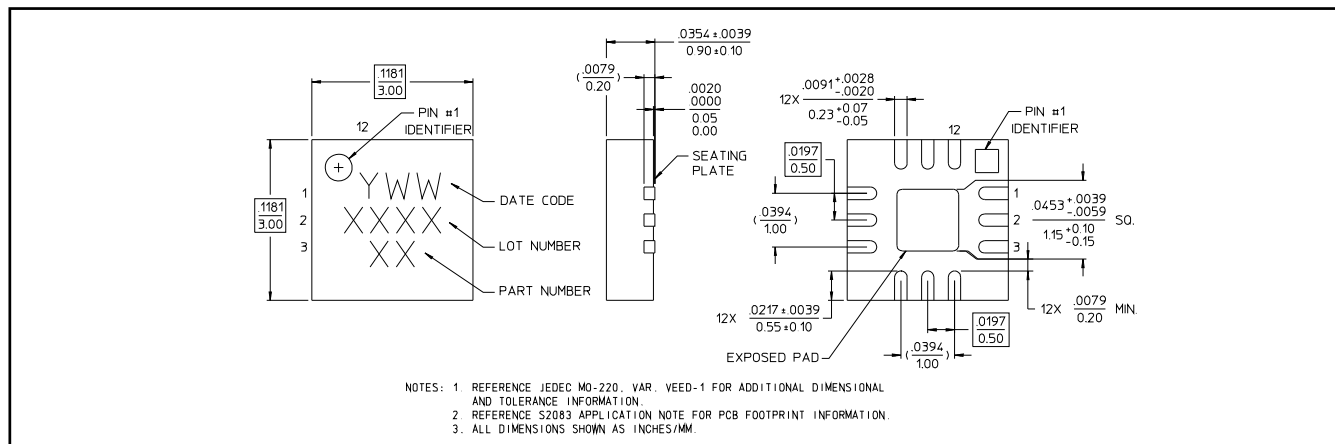 .1181
3.00
12
PIN #1
IDENTIFIER
.1181
3.00
1
2
3
YWW
XXXX
XX
DATE CODE
LOT NUMBER
PART NUMBER
.0354 ±.0039
0.90 ±0.10
(.0079
0.20)
.0020
.0000
0.05
0.00
SEATING
PLATE
12X .0091 +.0028 -.0020
0.23 +0.07 -0.05
12
PIN #1
IDENTIFIER
.0197
0.50
(.0394
1.00)
1
2
3
.0453 +.0039 -.0059
1.15 +0.10 -0.15
SQ.
12X .0217 ±.0039
0.55 ±0.10
12X .0079 MIN.
0.20
.0197
0.50
(.0394
1.00)
EXPOSED PAD
NOTES: 1. REFERENCE JEDEC MO-220, VAR. VEED-1 FOR ADDITIONAL DIMENSIONAL
AND TOLERANCE INFORMATION.
2. REFERENCE S2083 APPLICATION NOTE FOR PCB FOOTPRINT INFORMATION.
3. ALL DIMENSIONS SHOWN AS INCHES/MM.